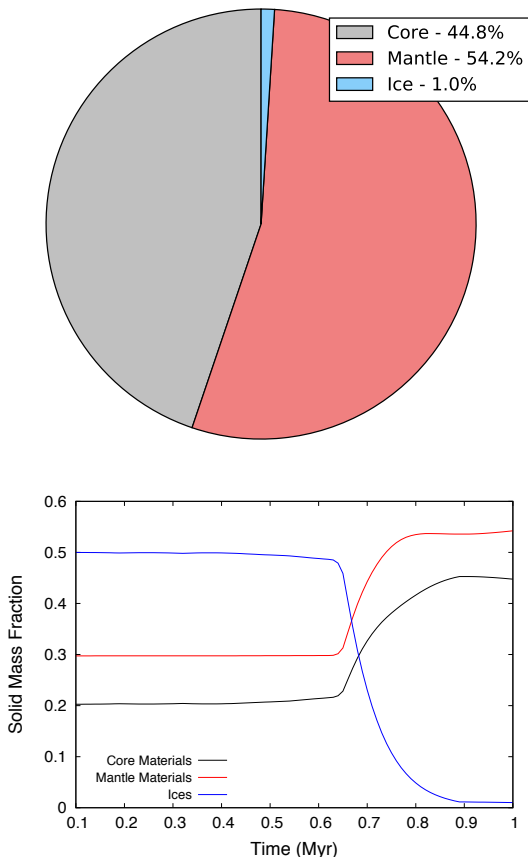 Core - 44.8%
Mantle - 54.2%
Ice - 1.0%
0.6
0.5
0.4
0.3
0.2
0.1
0
Solid Mass Fraction
Core Materials
Mantle Materials
Ices
0.1 0.2 0.3 0.4 0.5 0.6 0.7 0.8 0.9 1
Time (Myr)